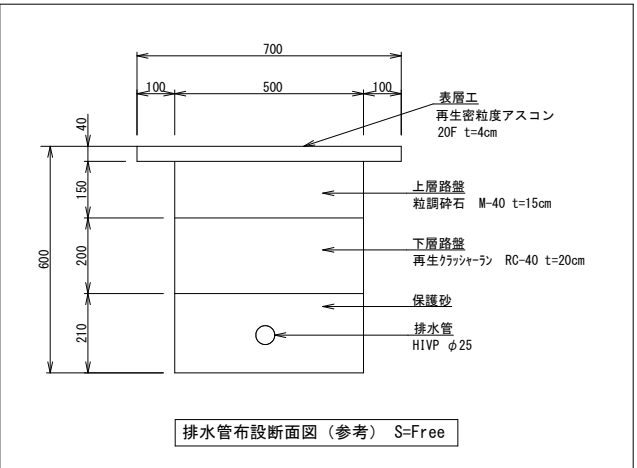 700
100
500
100
40
150
200
210
600
表層工
再生密粒度アスコン
20F t=4cm
上層路盤
粒調砕石 M-40 t=15cm
下層路盤
再生ｸﾗｯｼｬｰﾗﾝ RC-40 t=20cm
保護砂
排水管
HIVP φ25
排水管布設断面図（参考） S=Free